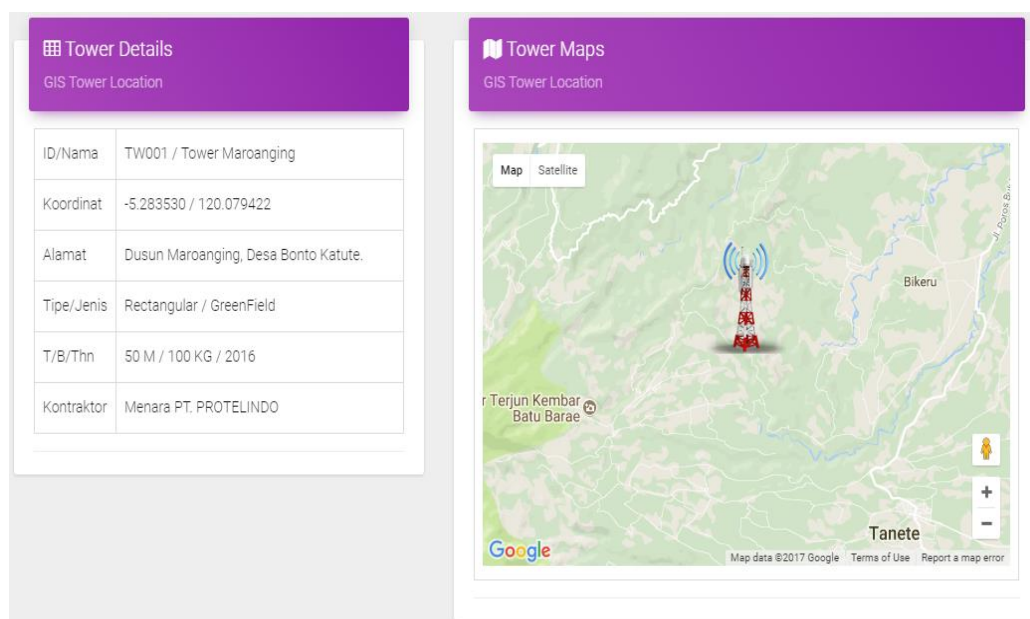 Tower Details
GIS Tower Location
ID/Nama TW001 / Tower Maroanging
Koordinat -5.283530 / 120.079422
Alamat Dusun Maroanging, Desa Bonto Katute.
Tipe/Jenis Rectangular / GreenField
T/B/Thn 50 M / 100 KG / 2016
Kontraktor Menara PT. PROTELINDO
Tower Maps
GIS Tower Location
Map Satellite
Jl. Poros
Bikeru
r Terjun Kembar
Batu Barae
Tanete
Google
Map data ©2017 Google Terms of Use Report a map error